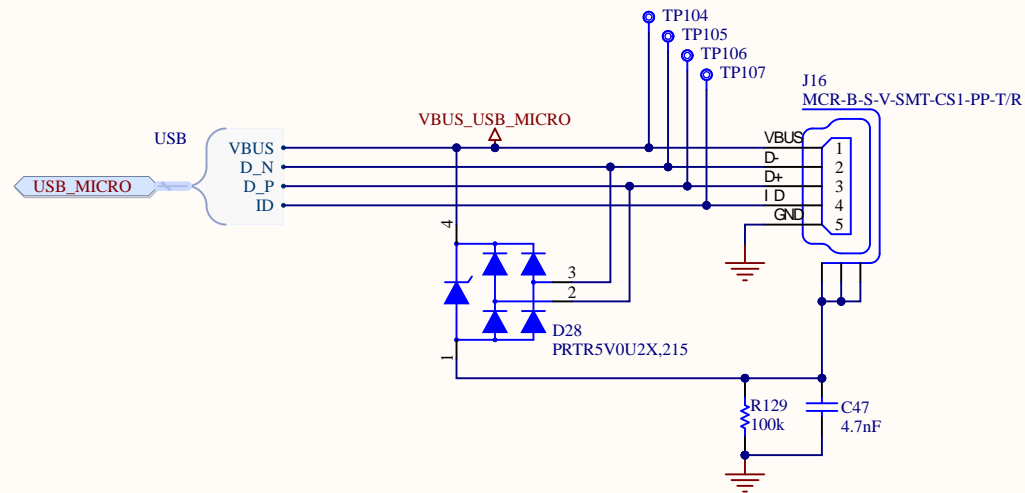 TP104
TP105
TP106
TP107
J16
MCR-B-S-V-SMT-CS1-PP-T/R
VBUS_USB_MICRO
USB
USB_MICRO
VBUS
D_N
D_P
ID
VBUS
D-
D+
ID
GND
1
2
3
4
5
4
3
2
1
D28
PRTR5V0U2X,215
R129
100k
C47
4.7nF